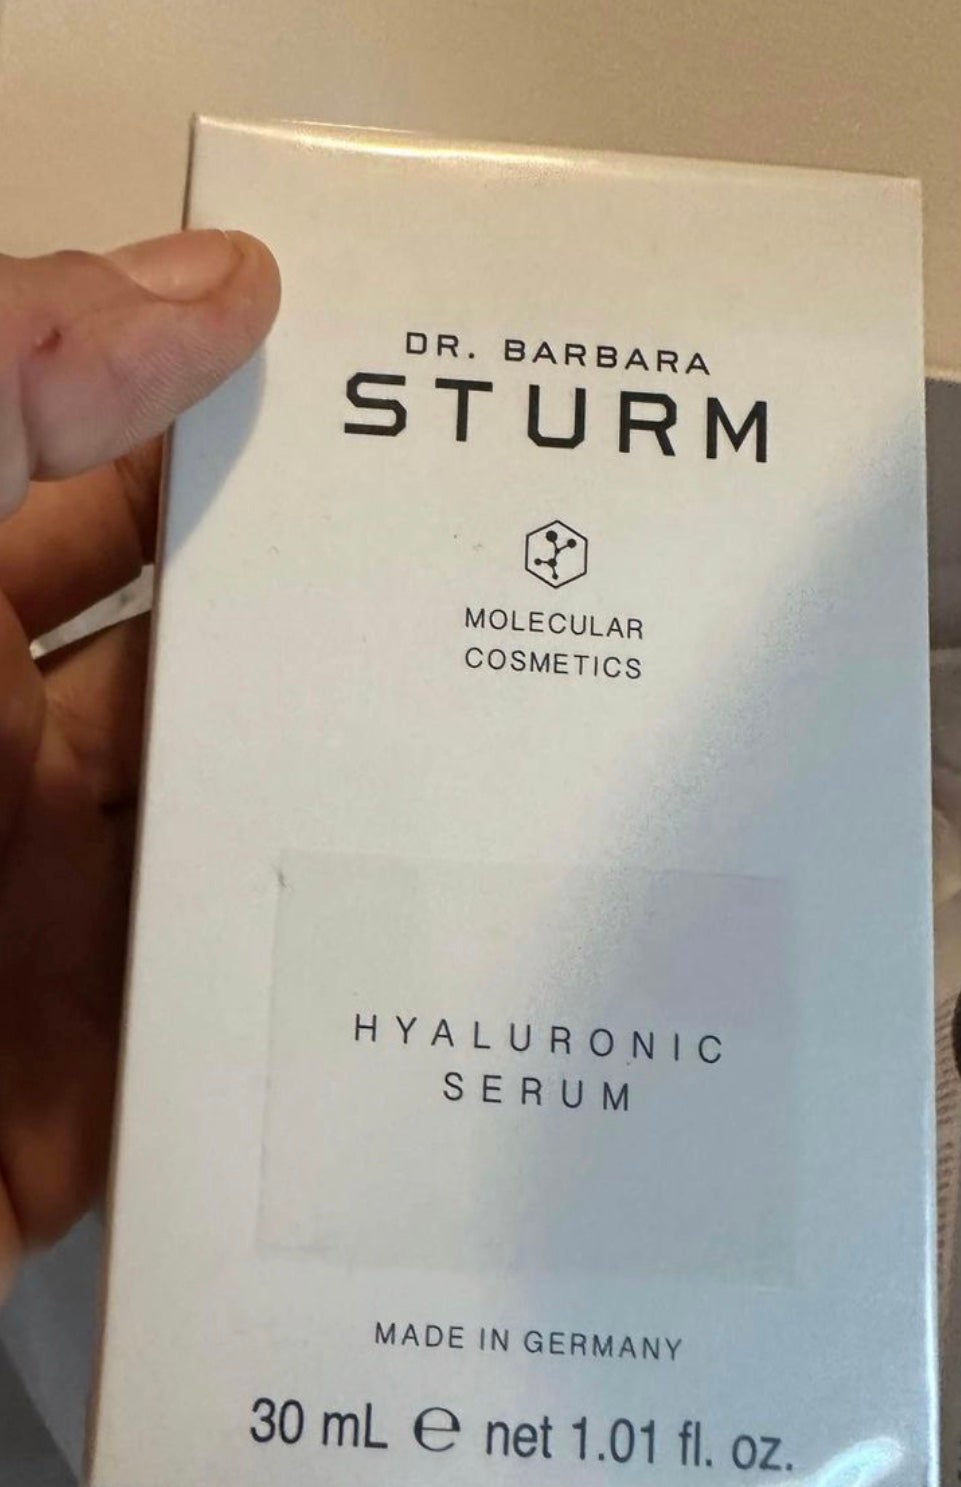 DR. BARBARA
STURM
MOLECULAR
COSMETICS
HYALURONIC
SERUM
MADE IN GERMANY
30 mL ℮ net 1.01 fl. oz.